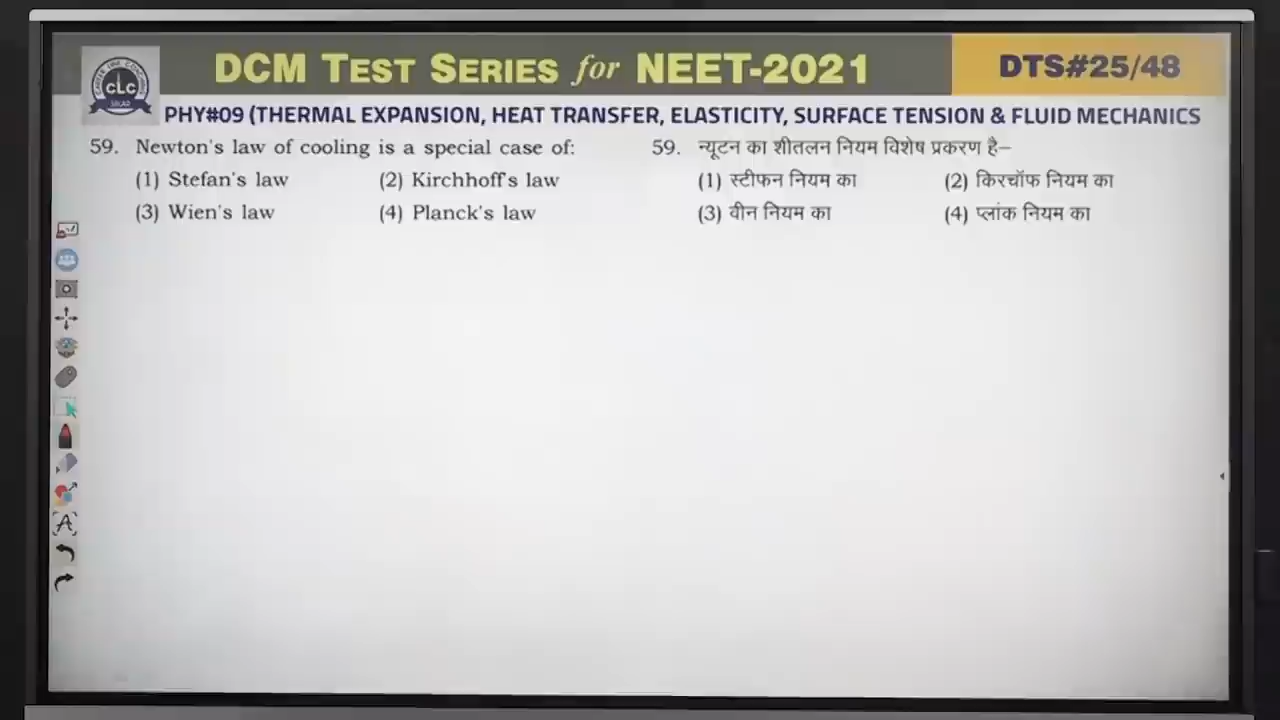 DCM TEST SERIES for NEET-2021
DTS#25/48
CLC
PHY#09 (THERMAL EXPANSION, HEAT TRANSFER, ELASTICITY, SURFACE TENSION & FLUID MECHANICS
59. Newton's law of cooling is a special case of:
(1) Stefan's law (2) Kirchhoff's law
(3) Wien's law (4) Planck's law
59. न्यूटन का शीतलन नियम विशेष प्रकरण है–
(1) स्टीफन नियम का (2) किरचॉफ नियम का
(3) वीन नियम का (4) प्लांक नियम का